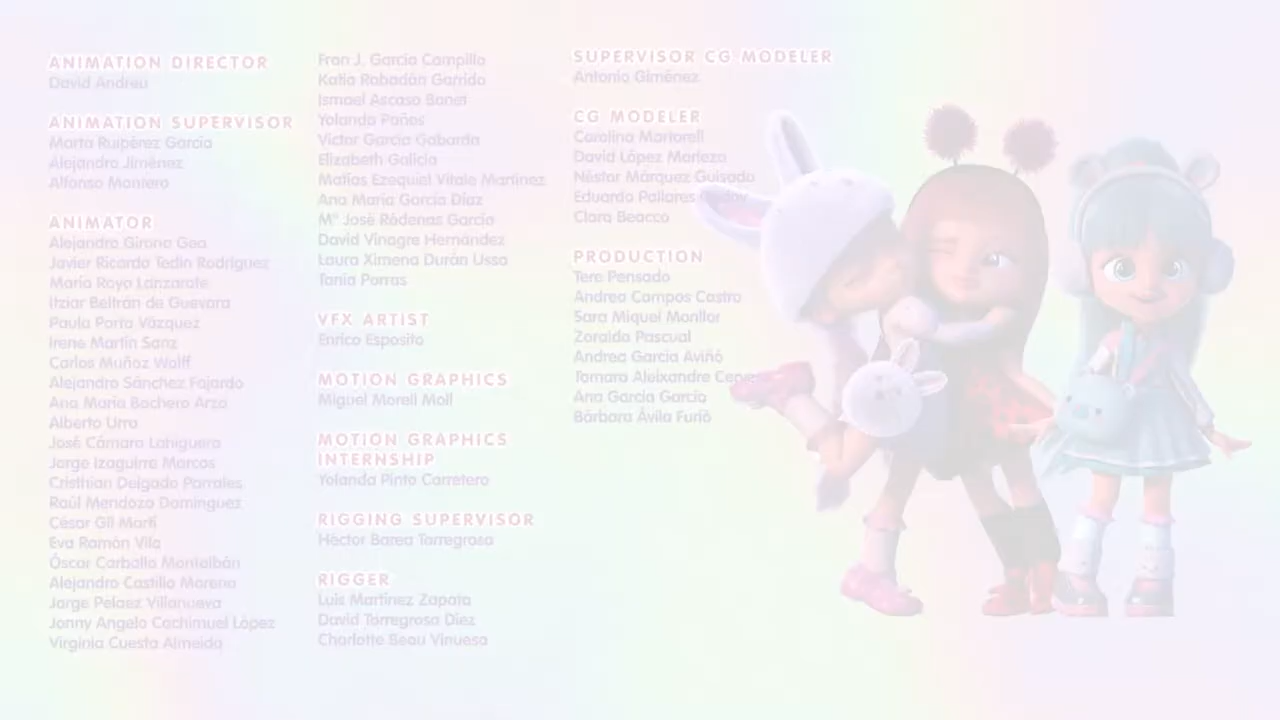 ANIMATION DIRECTOR
David Andreu
ANIMATION SUPERVISOR
Marta Ruipérez García
Alejandro Jiménez
Alfonso Montero
ANIMATOR
Alejandro Girona Gea
Javier Ricardo Tedin Rodríguez
María Royo Lanzarote
Itziar Beltrán de Guevara
Paula Porta Vázquez
Irene Martín Sanz
Carlos Muñoz Wolff
Alejandro Sánchez Fajardo
Ana María Bochero Arza
Alberto Urra
José Cámara Lahiguera
Jorge Izaguirre Marcos
Cristhian Delgado Parrales
Raúl Mendoza Domínguez
César Gil Martí
Eva Ramón Vila
Óscar Carballo Montalbán
Alejandro Castillo Moreno
Jorge Pelaez Villanueva
Jonny Angelo Cachimuel López
Virginia Cuesta Almeida
Fran J. García Campillo
Katia Rabadán Garrido
Ismael Ascaso Bonet
Yolanda Paños
Víctor García Gabarda
Elizabeth Galicia
Matías Ezequiel Vitale Martínez
Ana María García Díaz
Mª José Ródenas García
David Vinagre Hernández
Laura Ximena Durán Ussa
Tania Porras
VFX ARTIST
Enrico Esposito
MOTION GRAPHICS
Miguel Morell Moll
MOTION GRAPHICS
INTERNSHIP
Yolanda Pinto Carretero
RIGGING SUPERVISOR
Héctor Barea Torregrosa
RIGGER
Luis Martínez Zapata
David Torregrosa Díez
Charlotte Beau Vinuesa
SUPERVISOR CG MODELER
Antonio Giménez
CG MODELER
Carolina Martorell
David López Marteza
Néstor Márquez Guisado
Eduardo Pallares
Clara Beacco
PRODUCTION
Tere Pensado
Andrea Campos Castro
Sara Miquel Monllor
Zoraida Pascual
Andrea García Aviñó
Tamara Aleixandre
Ana García García
Bárbara Ávila Furió